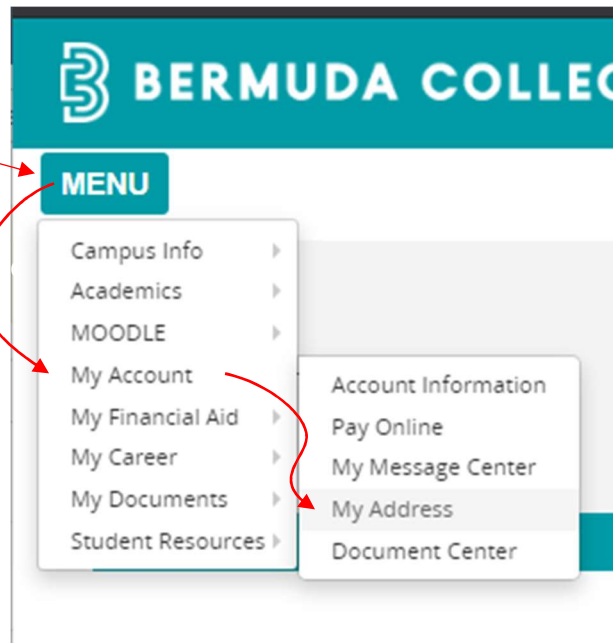 BERMUDA COLLEC
MENU
Campus Info
Academics
MOODLE
My Account
My Financial Aid
My Career
My Documents
Student Resources
Account Information
Pay Online
My Message Center
My Address
Document Center